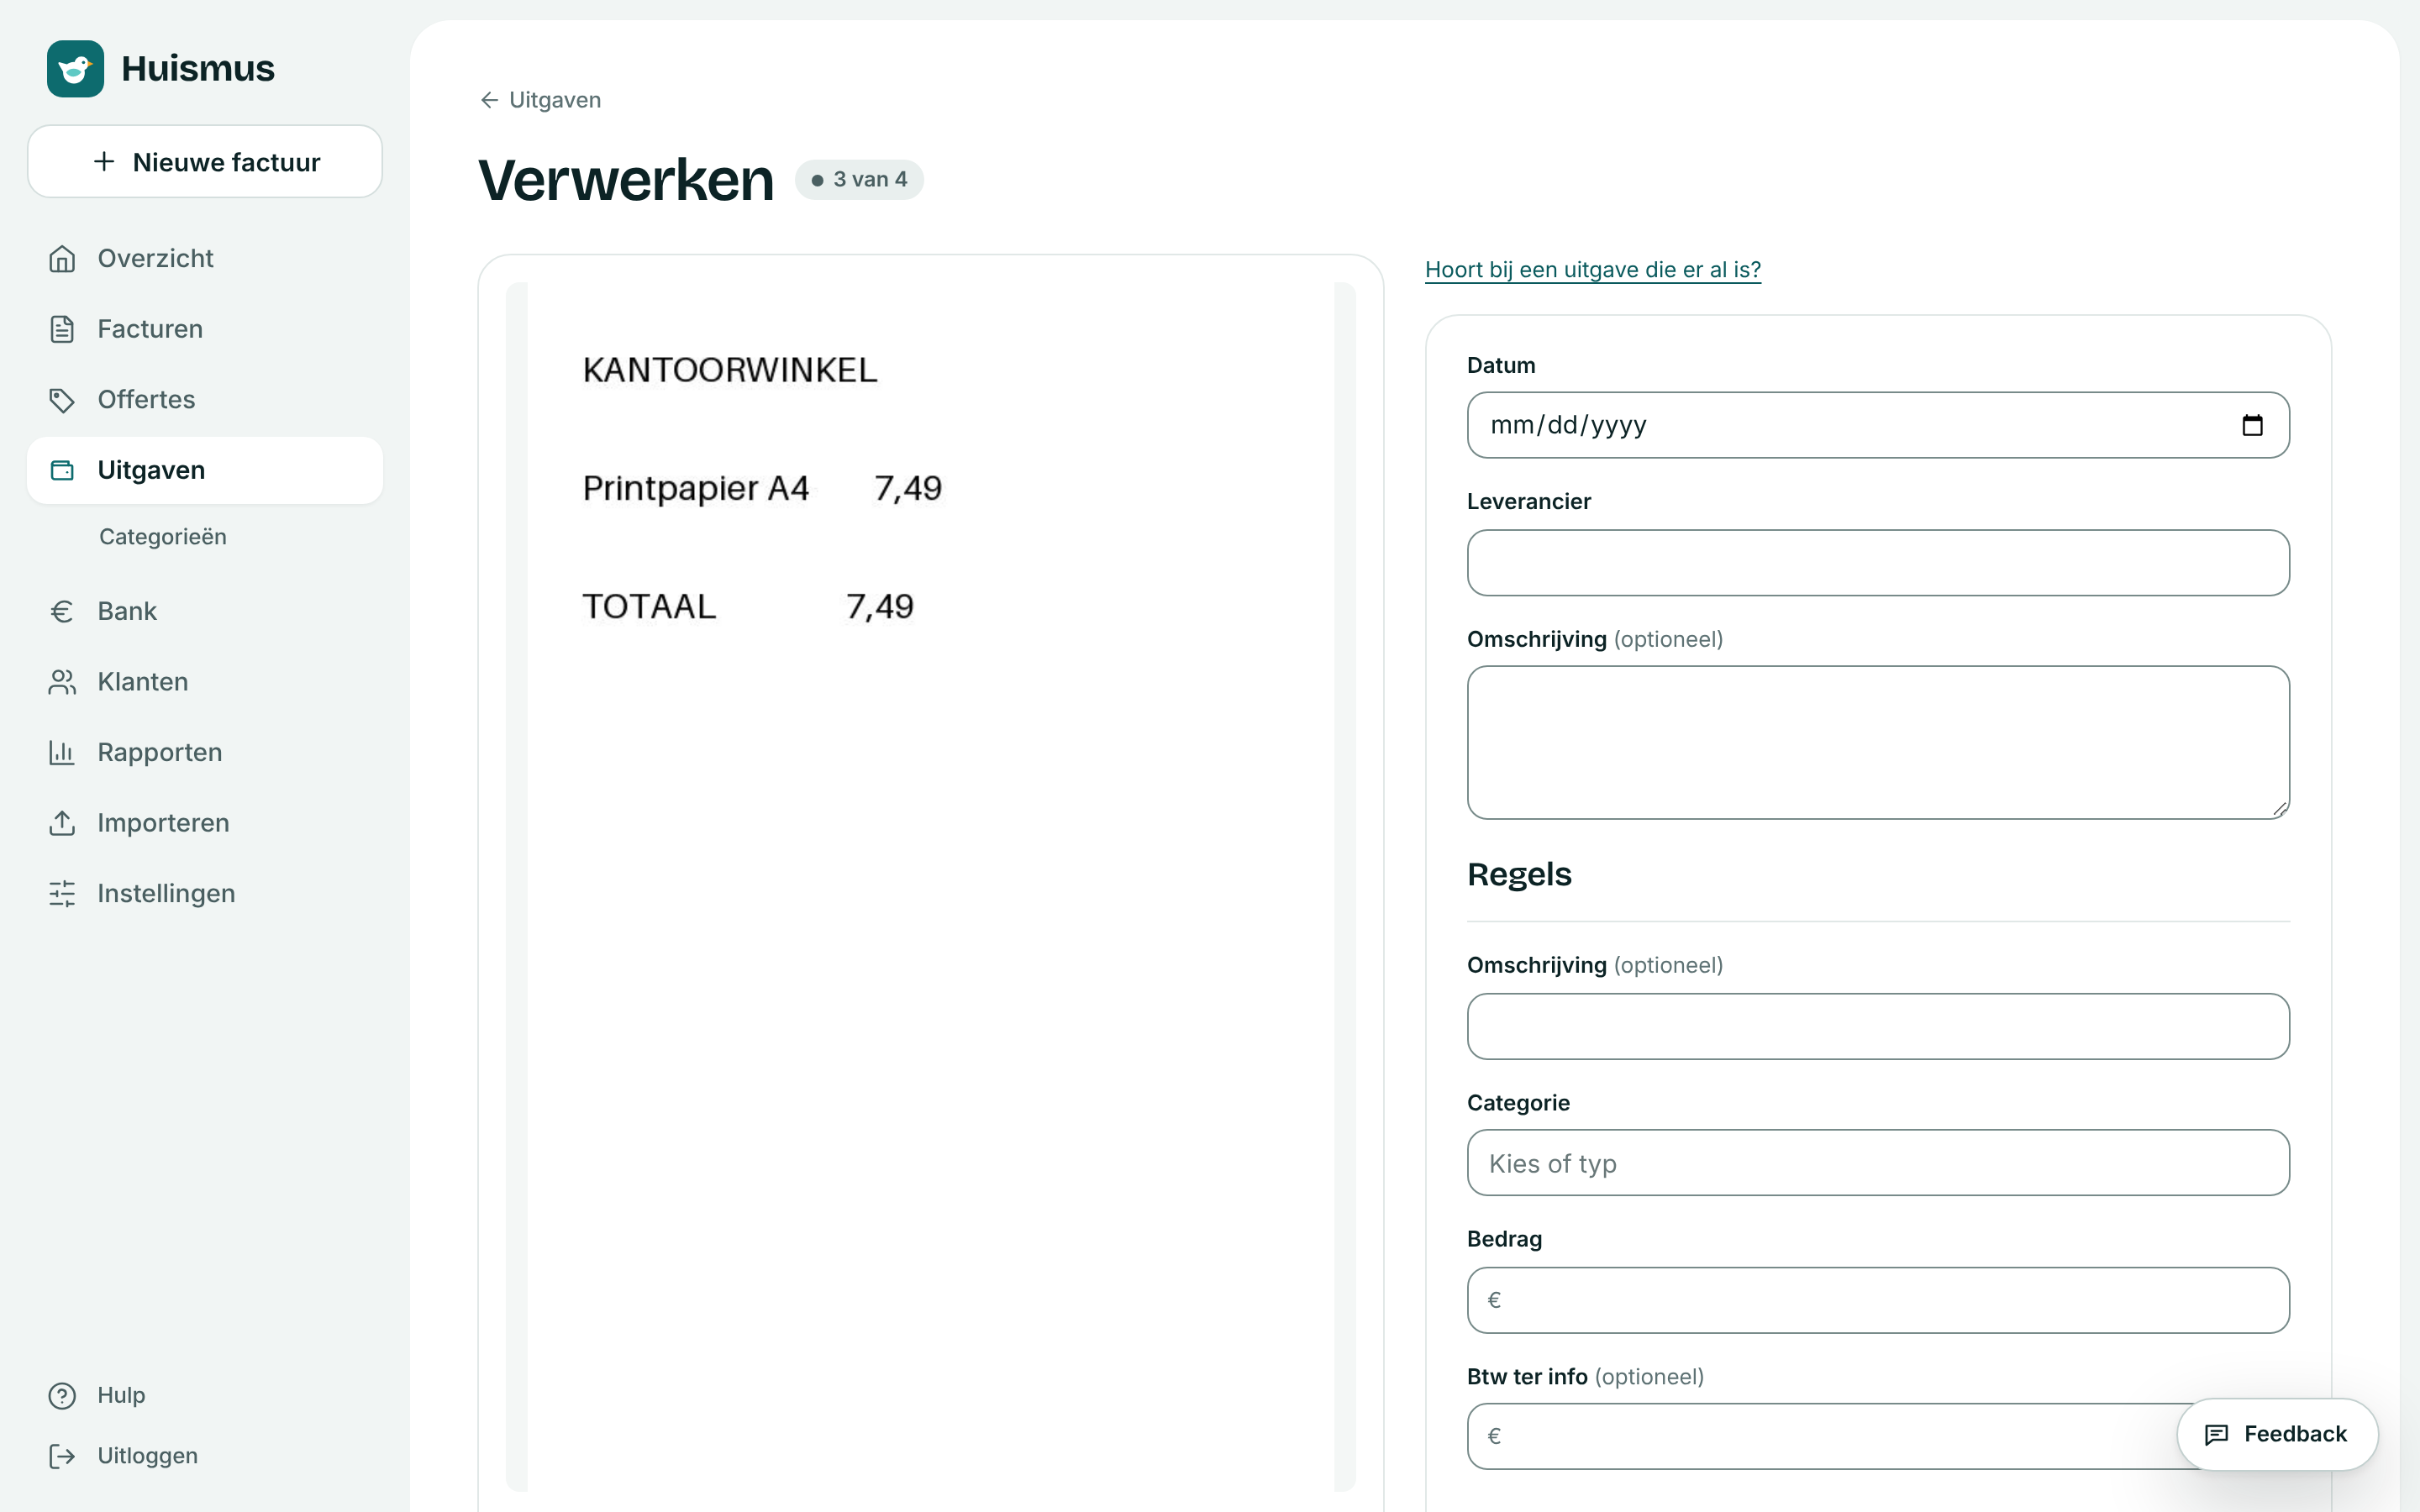 Huismus
Nieuwe factuur
Overzicht
Facturen
Offertes
Uitgaven
Categorieën
Bank
Klanten
Rapporten
Importeren
Instellingen
Hulp
Uitloggen
Uitgaven
Verwerken
3 van 4
KANTOORWINKEL
Printpapier A4 7,49
TOTAAL 7,49
Hoort bij een uitgave die er al is?
Datum
mm/dd/yyyy
Leverancier
Omschrijving (optioneel)
Regels
Omschrijving (optioneel)
Categorie
Kies of typ
Bedrag
€
Btw ter info (optioneel)
€
Feedback